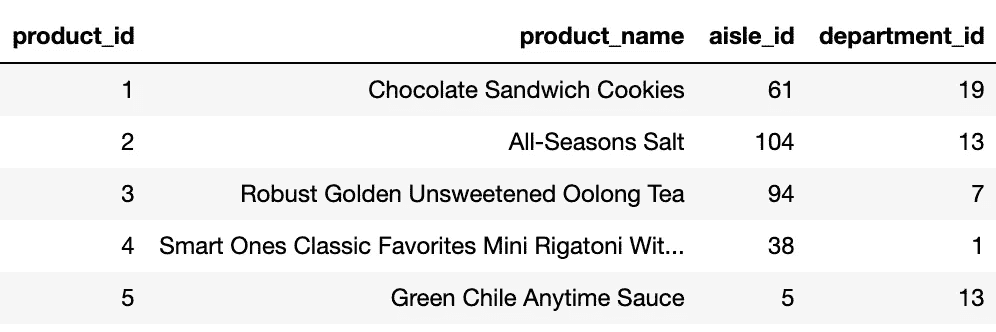 product_id product_name aisle_id department_id
1 Chocolate Sandwich Cookies 61 19
2 All-Seasons Salt 104 13
3 Robust Golden Unsweetened Oolong Tea 94 7
4 Smart Ones Classic Favorites Mini Rigatoni Wit... 38 1
5 Green Chile Anytime Sauce 5 13